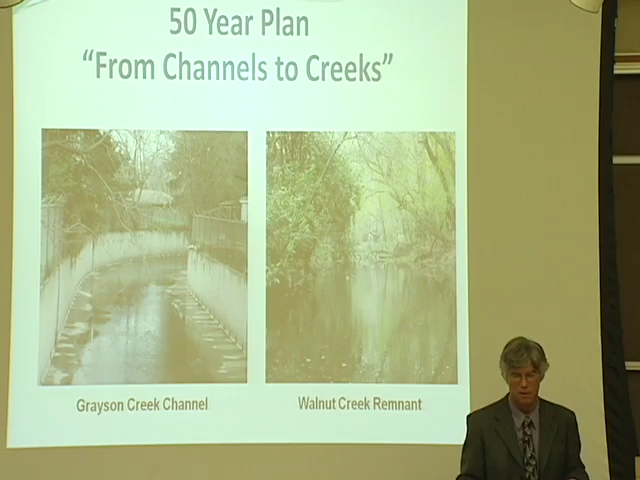 50 Year Plan
“From Channels to Creeks”
Grayson Creek Channel
Walnut Creek Remnant